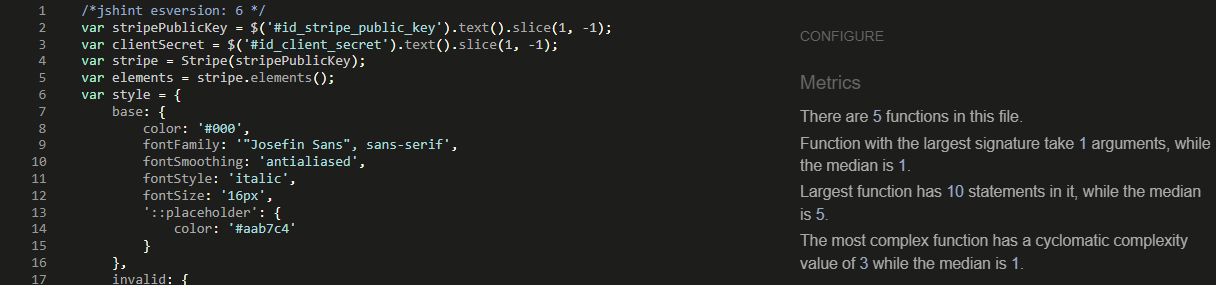 1 /*jshint esversion: 6 */
2 var stripePublicKey = $('#id_stripe_public_key').text().slice(1, -1);
3 var clientSecret = $('#id_client_secret').text().slice(1, -1);
4 var stripe = Stripe(stripePublicKey);
5 var elements = stripe.elements();
6 var style = {
7     base: {
8         color: '#000',
9         fontFamily: '"Josefin Sans", sans-serif',
10         fontSmoothing: 'antialiased',
11         fontStyle: 'italic',
12         fontSize: '16px',
13         '::placeholder': {
14             color: '#aab7c4'
15         }
16     },
17     invalid: {
CONFIGURE
Metrics
There are 5 functions in this file.
Function with the largest signature take 1 arguments, while
the median is 1.
Largest function has 10 statements in it, while the median
is 5.
The most complex function has a cyclomatic complexity
value of 3 while the median is 1.